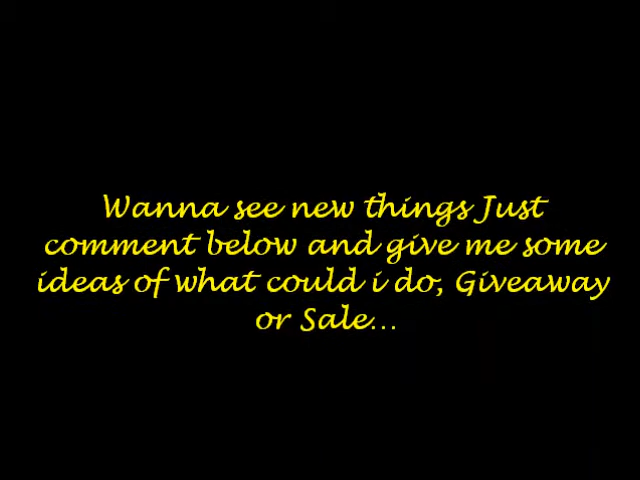 Wanna see new things Just
comment below and give me some
ideas of what could i do, Giveaway
or Sale...